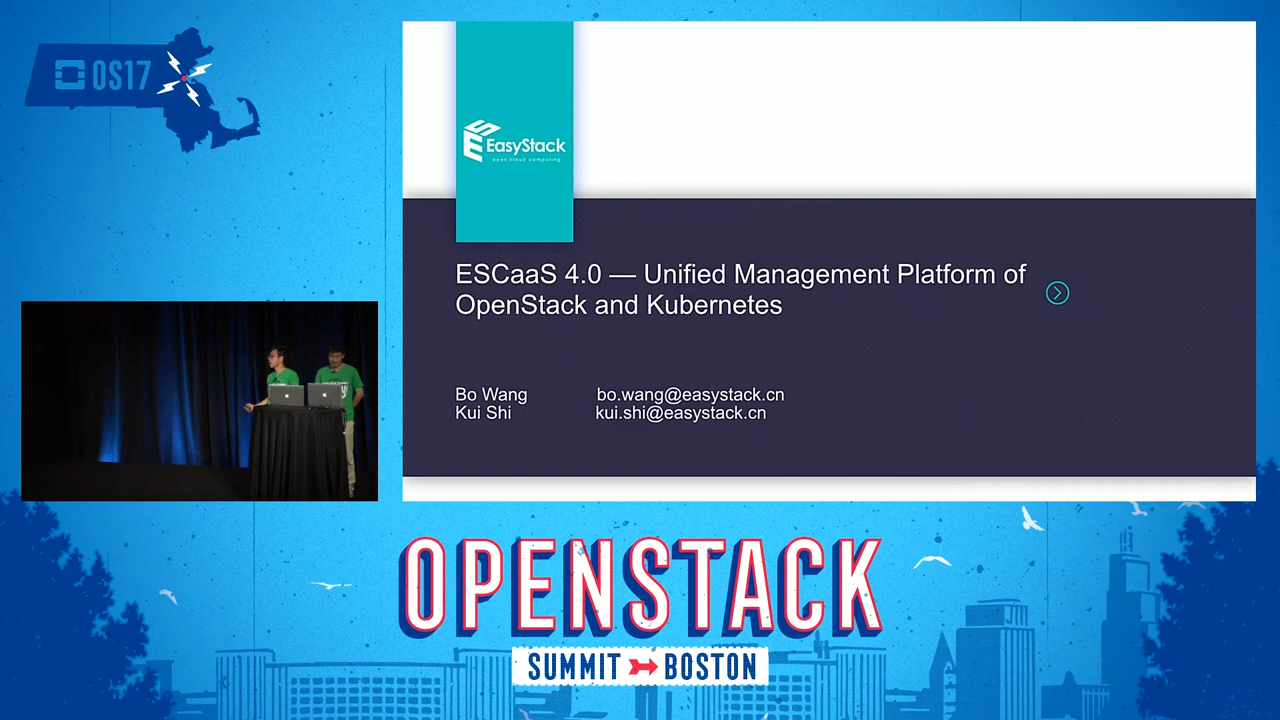 OS17
EasyStack
open cloud computing
ESCaaS 4.0 — Unified Management Platform of
OpenStack and Kubernetes
Bo Wang bo.wang@easystack.cn
Kui Shi kui.shi@easystack.cn
OPENSTACK
SUMMIT BOSTON